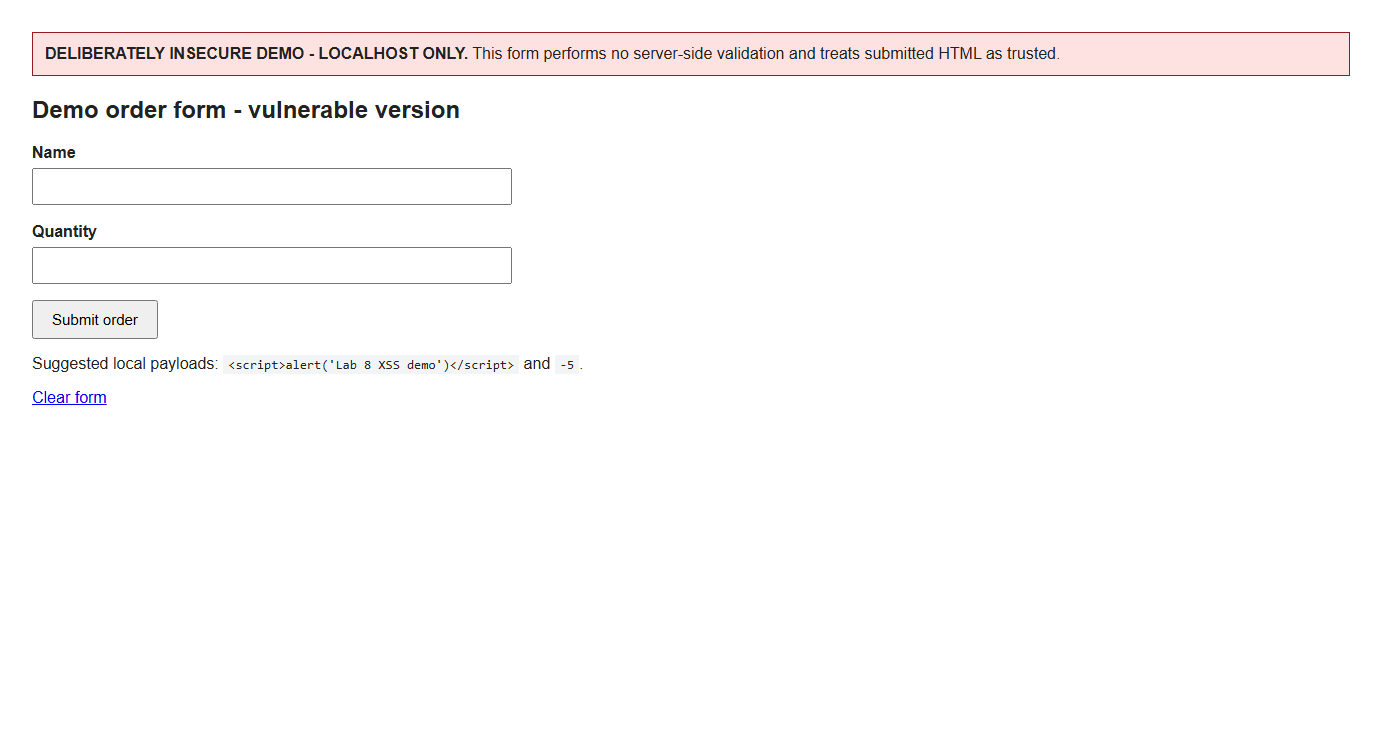 DELIBERATELY INSECURE DEMO - LOCALHOST ONLY. This form performs no server-side validation and treats submitted HTML as trusted.
Demo order form - vulnerable version
Name
Quantity
Submit order
Suggested local payloads: <script>alert('Lab 8 XSS demo')</script> and -5.
Clear form